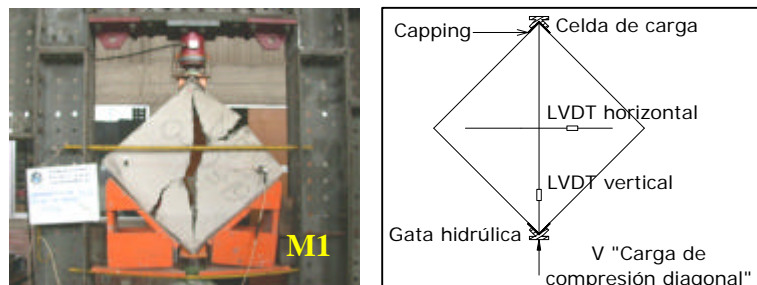 M1
Capping
Celda de carga
LVDT horizontal
LVDT vertical
Gata hidrúlica
V "Carga de
compresión diagonal"